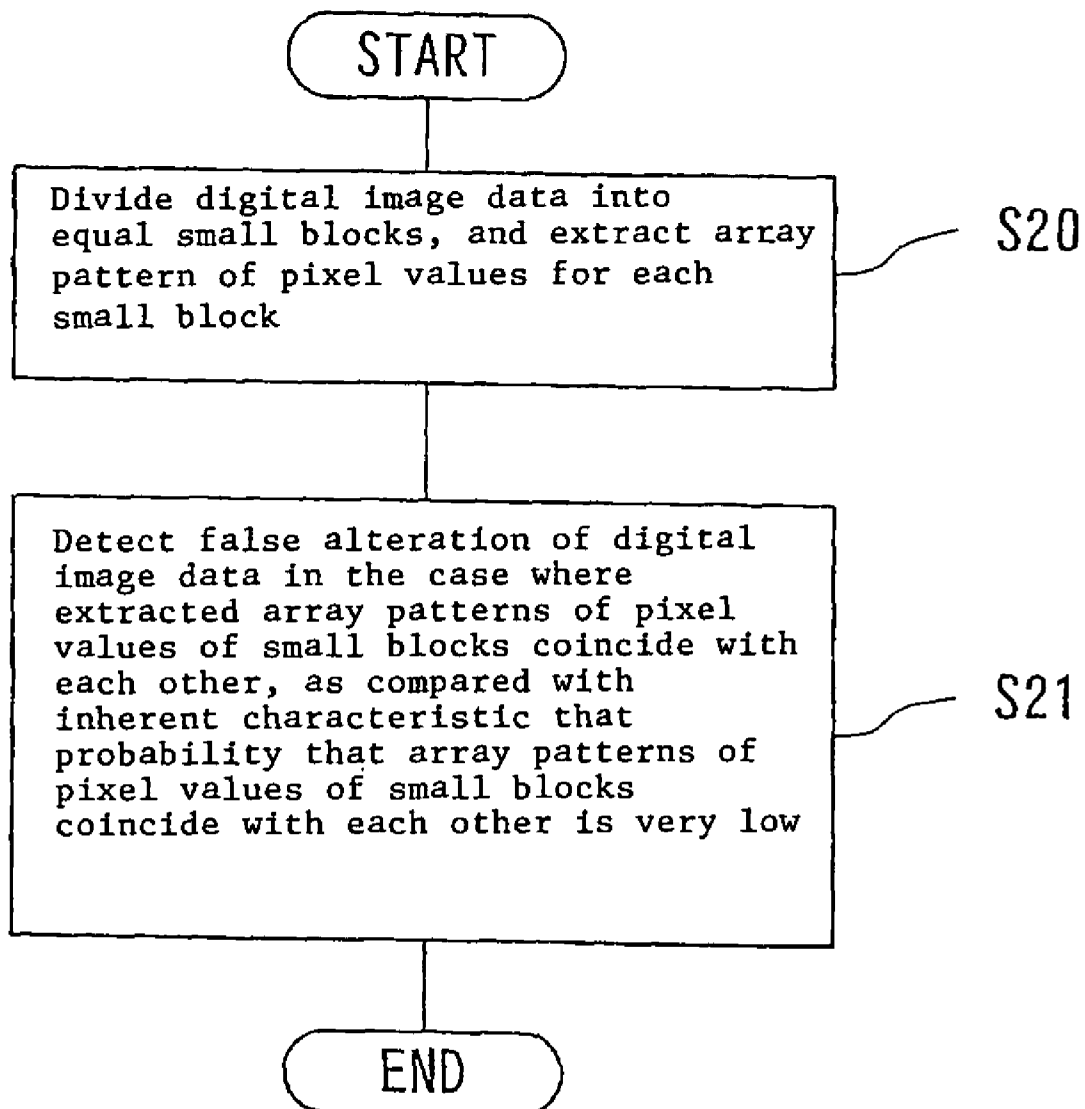 START
Divide digital image data into
equal small blocks, and extract array
pattern of pixel values for each
small block
S20
Detect false alteration of digital
image data in the case where
extracted array patterns of pixel
values of small blocks coincide with
each other, as compared with
inherent characteristic that
probability that array patterns of
pixel values of small blocks
coincide with each other is very low
S21
END